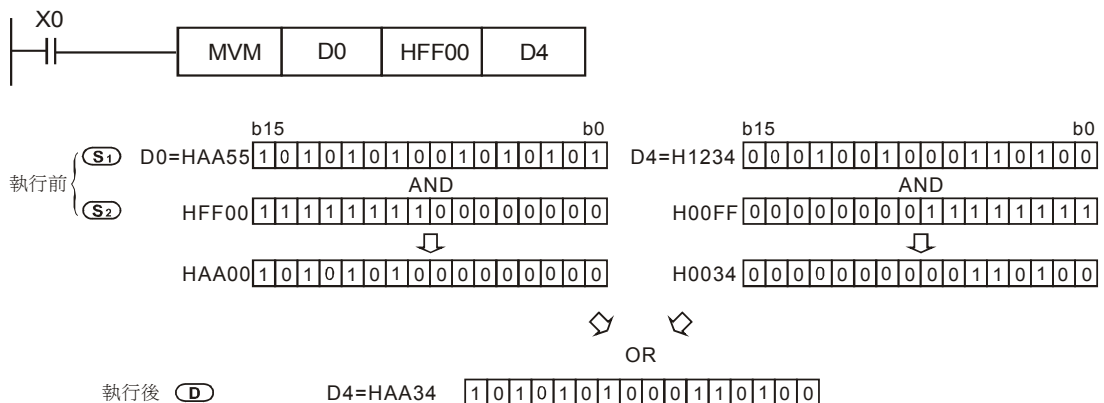 X0
MVM D0 HFF00 D4
b15 b0 b15 b0
執行前 S1 D0=HAA55 1 0 1 0 1 0 1 0 0 1 0 1 0 1 0 1 D4=H1234 0 0 0 1 0 0 1 0 0 0 1 1 0 1 0 0
AND AND
S2 HFF00 1 1 1 1 1 1 1 1 0 0 0 0 0 0 0 0 H00FF 0 0 0 0 0 0 0 0 1 1 1 1 1 1 1 1
HAA00 1 0 1 0 1 0 1 0 0 0 0 0 0 0 0 0 H0034 0 0 0 0 0 0 0 0 0 0 1 1 0 1 0 0
OR
執行後 D D4=HAA34 1 0 1 0 1 0 1 0 0 0 1 1 0 1 0 0